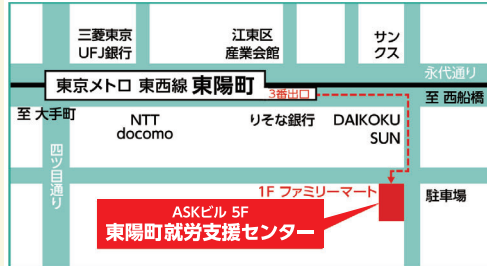 三菱東京
UFJ銀行
江東区
産業会館
サン
クス
永代通り
東京メトロ 東西線 東陽町
3番出口
至 大手町
至 西船橋
NTT
docomo
りそな銀行
DAIKOKU
SUN
四ツ目通り
1F ファミリーマート
駐車場
ASKビル 5F
東陽町就労支援センター